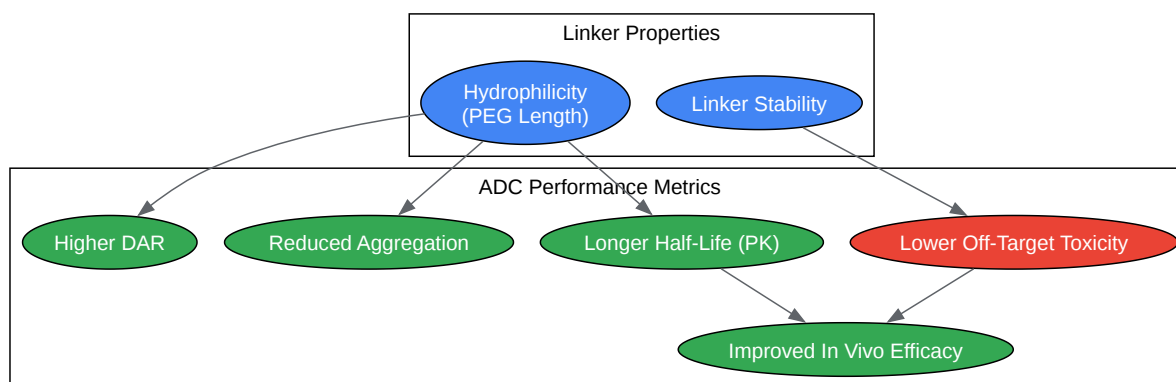 Linker Properties
Hydrophilicity
(PEG Length)
Linker Stability
ADC Performance Metrics
Higher DAR
Reduced Aggregation
Longer Half-Life (PK)
Lower Off-Target Toxicity
Improved In Vivo Efficacy